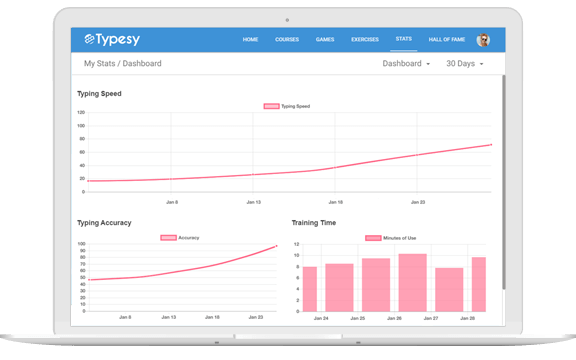 Typesy
HOME COURSES GAMES EXERCISES STATS HALL OF FAME
My Stats / Dashboard Dashboard 30 Days
Typing Speed
Typing Speed
100
80
60
40
20
0
Jan 8 Jan 13 Jan 18 Jan 23
Typing Accuracy
Accuracy
100
90
80
70
60
50
40
30
20
10
0
Jan 8 Jan 13 Jan 18 Jan 23
Training Time
Minutes of Use
12
10
8
6
4
2
0
Jan 24 Jan 25 Jan 26 Jan 27 Jan 28